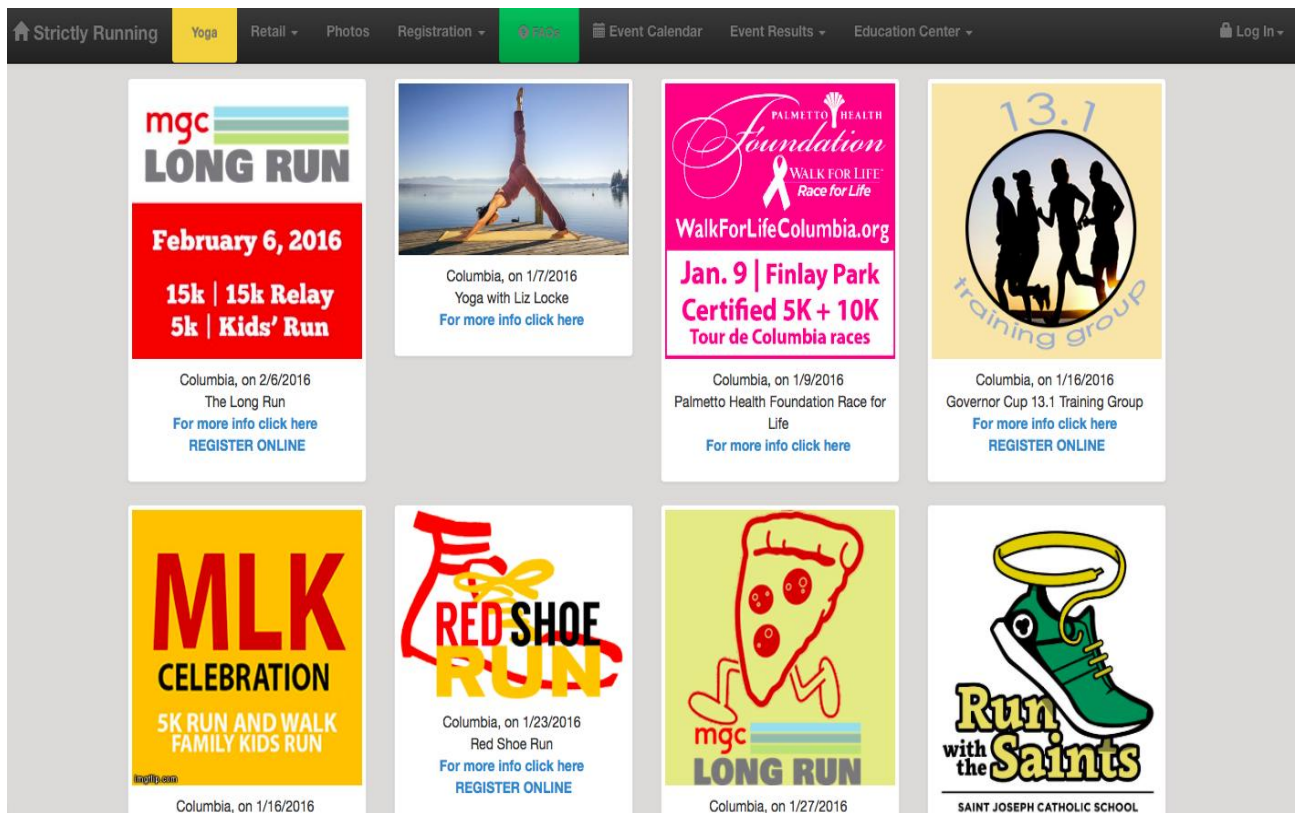 Strictly Running
Yoga
Retail
Photos
Registration
FAQs
Event Calendar
Event Results
Education Center
Log In
mgc
LONG RUN
February 6, 2016
15k | 15k Relay
5k | Kids' Run
Columbia, on 2/6/2016
The Long Run
For more info click here
REGISTER ONLINE
Columbia, on 1/7/2016
Yoga with Liz Locke
For more info click here
PALMETTO HEALTH
Foundation
WALK FOR LIFE™
Race for Life
WalkForLifeColumbia.org
Jan. 9 | Finlay Park
Certified 5K + 10K
Tour de Columbia races
Columbia, on 1/9/2016
Palmetto Health Foundation Race for
Life
For more info click here
13.1
training group
Columbia, on 1/16/2016
Governor Cup 13.1 Training Group
For more info click here
REGISTER ONLINE
MLK
CELEBRATION
5K RUN AND WALK
FAMILY KIDS RUN
imgflip.com
Columbia, on 1/16/2016
RED SHOE
RUN
Columbia, on 1/23/2016
Red Shoe Run
For more info click here
REGISTER ONLINE
mgc
LONG RUN
Columbia, on 1/27/2016
Run
with
the Saints
SAINT JOSEPH CATHOLIC SCHOOL